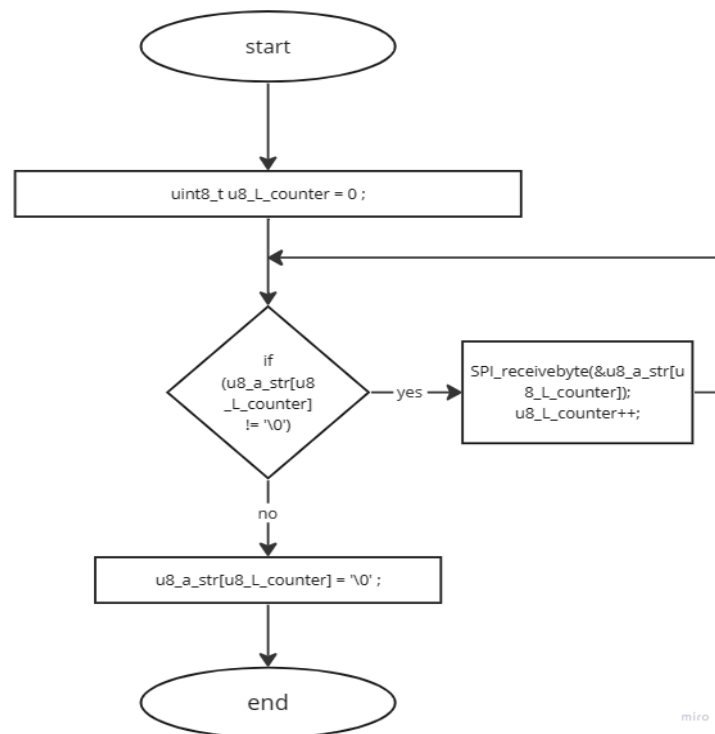 start
uint8_t u8_L_counter = 0 ;
if
(u8_a_str[u8
_L_counter]
!= '\0')
yes
SPI_receivebyte(&u8_a_str[u
8_L_counter]);
u8_L_counter++;
no
u8_a_str[u8_L_counter] = '\0' ;
end
miro